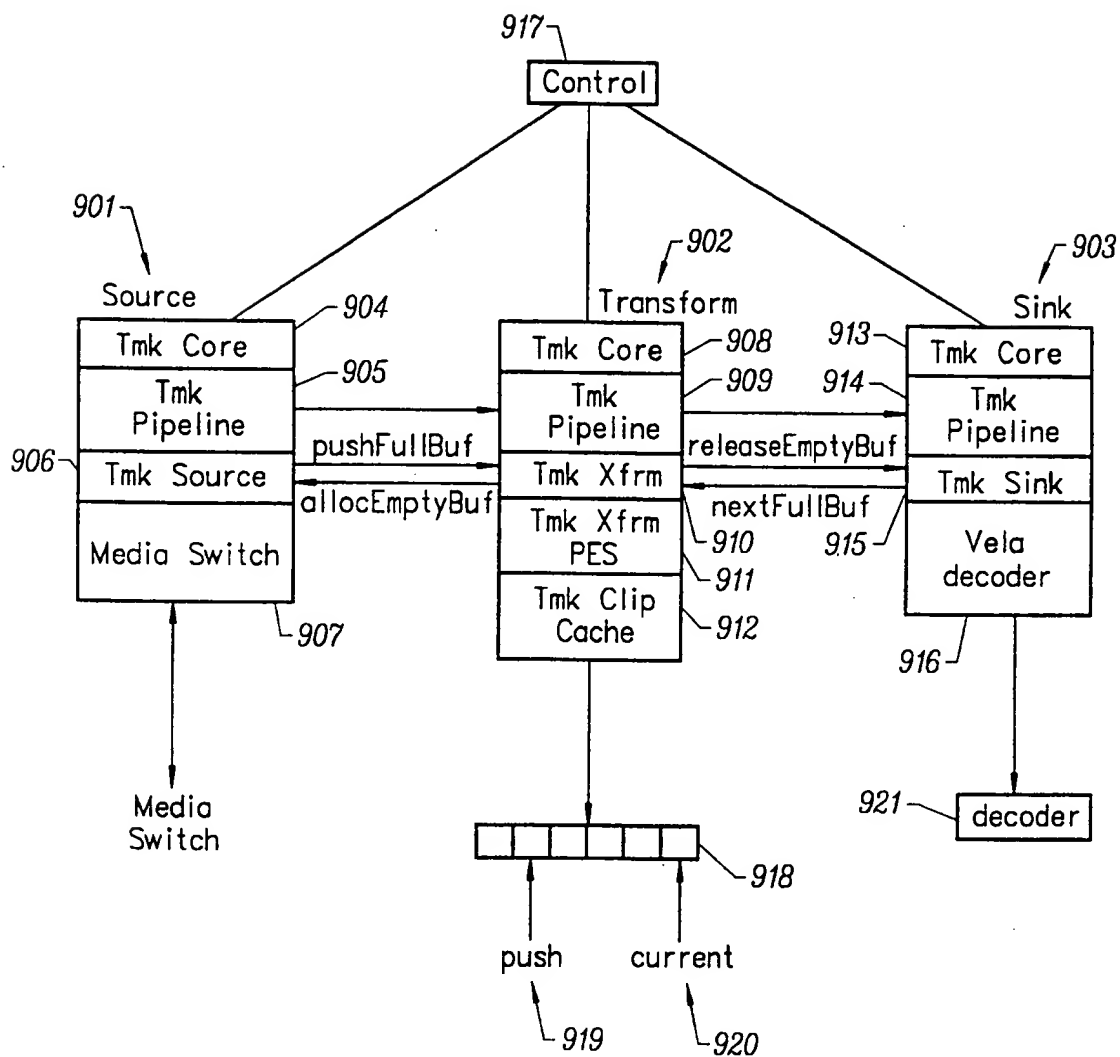 917
Control
901
902
903
Source
Transform
Sink
904
908
913
Tmk Core
Tmk Core
Tmk Core
905
909
914
Tmk
Pipeline
Tmk
Pipeline
Tmk
Pipeline
906
pushFullBuf
releaseEmptyBuf
Tmk Source
Tmk Xfrm
Tmk Sink
allocEmptyBuf
nextFullBuf
910
915
Media Switch
Tmk Xfrm
PES
911
Vela
decoder
907
Tmk Clip
Cache
912
916
Media
Switch
921
decoder
918
push
current
919
920